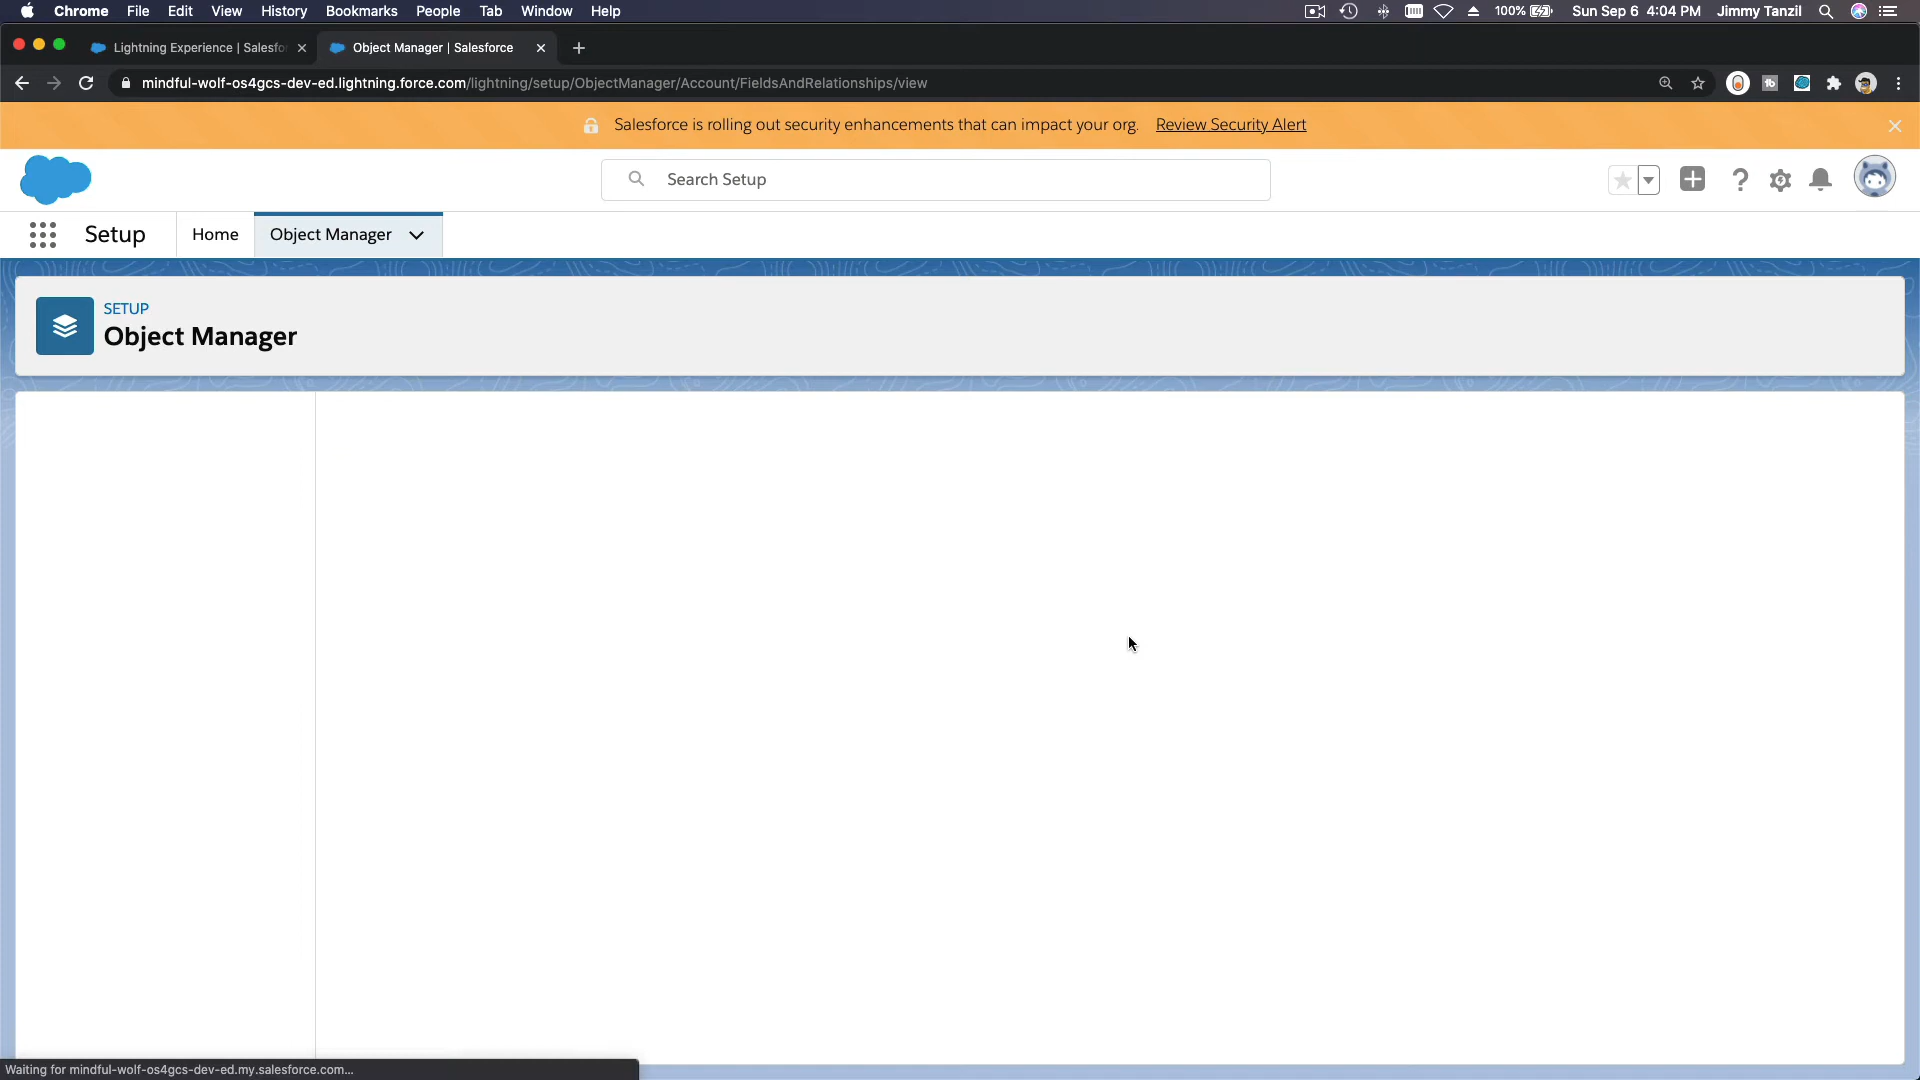 Chrome File Edit View History Bookmarks People Tab Window Help 100% Sun Sep 6 4:04 PM Jimmy Tanzil
Lightning Experience | Salesfo Object Manager | Salesforce
mindful-wolf-os4gcs-dev-ed.lightning.force.com/lightning/setup/ObjectManager/Account/FieldsAndRelationships/view
Salesforce is rolling out security enhancements that can impact your org. Review Security Alert
Search Setup
Setup Home Object Manager
SETUP
Object Manager
Waiting for mindful-wolf-os4gcs-dev-ed.my.salesforce.com...